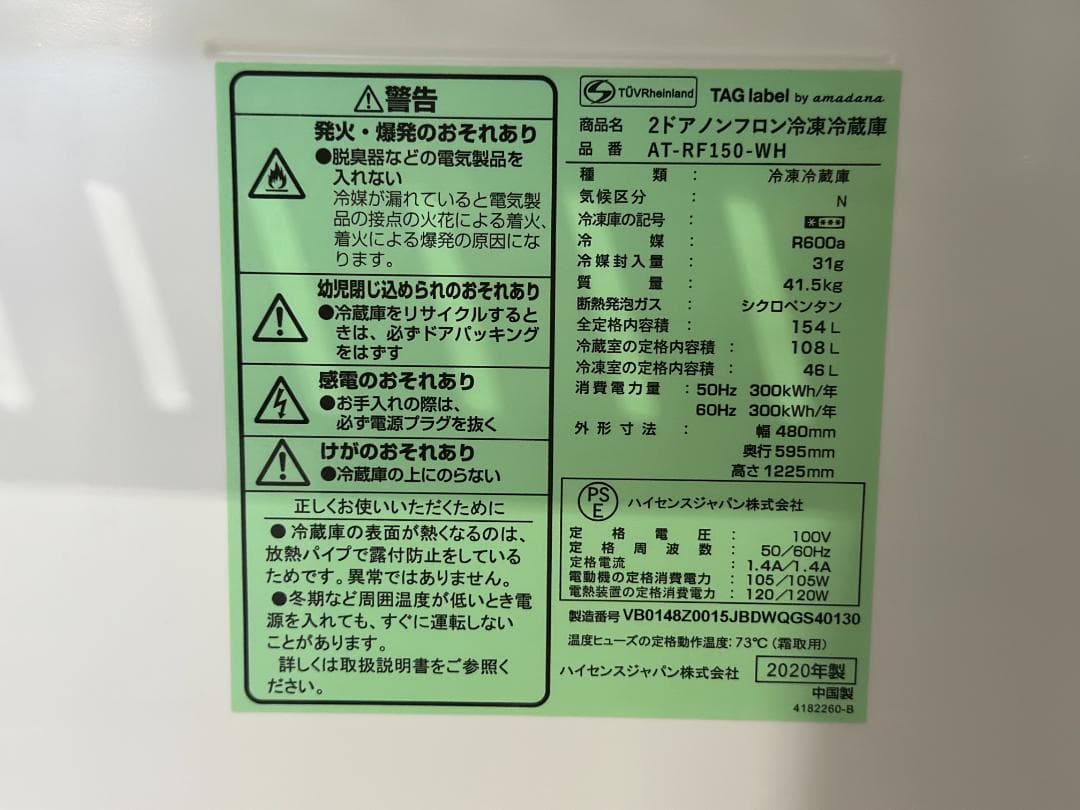 警告
発火・爆発のおそれあり
●脱臭器などの電気製品を
入れない
冷媒が漏れていると電気製
品の接点の火花による着火、
着火による爆発の原因にな
ります。
幼児閉じ込められのおそれあり
●冷蔵庫をリサイクルすると
きは、必ずドアパッキング
をはずす
感電のおそれあり
●お手入れの際は、
必ず電源プラグを抜く
けがのおそれあり
●冷蔵庫の上にのらない
正しくお使いいただくために
●冷蔵庫の表面が熱くなるのは、
放熱パイプで露付防止をしている
ためです。異常ではありません。
●冬期など周囲温度が低いとき電
源を入れても、すぐに運転しない
ことがあります。
詳しくは取扱説明書をご参照く
ださい。
TÜVRheinland TAG label by amadana
商品名 2ドアノンフロン冷凍冷蔵庫
品番 AT-RF150-WH
種類 : 冷凍冷蔵庫
気候区分 : N
冷凍庫の記号 : ****
冷媒 : R600a
冷媒封入量 : 31g
質量 : 41.5kg
断熱発泡ガス : シクロペンタン
全定格内容積 : 154L
冷蔵室の定格内容積 : 108L
冷凍室の定格内容積 : 46L
消費電力量 : 50Hz 300kWh/年
60Hz 300kWh/年
外形寸法 : 幅480mm
奥行595mm
高さ1225mm
PSE ハイセンスジャパン株式会社
定格電圧 : 100V
定格周波数 : 50/60Hz
定格電流 : 1.4A/1.4A
電動機の定格消費電力 : 105/105W
電熱装置の定格消費電力 : 120/120W
製造番号 VB0148Z0015JBDWQGS40130
温度ヒューズの定格動作温度:73℃(霜取用)
ハイセンスジャパン株式会社 2020年製
中国製
4182260-B